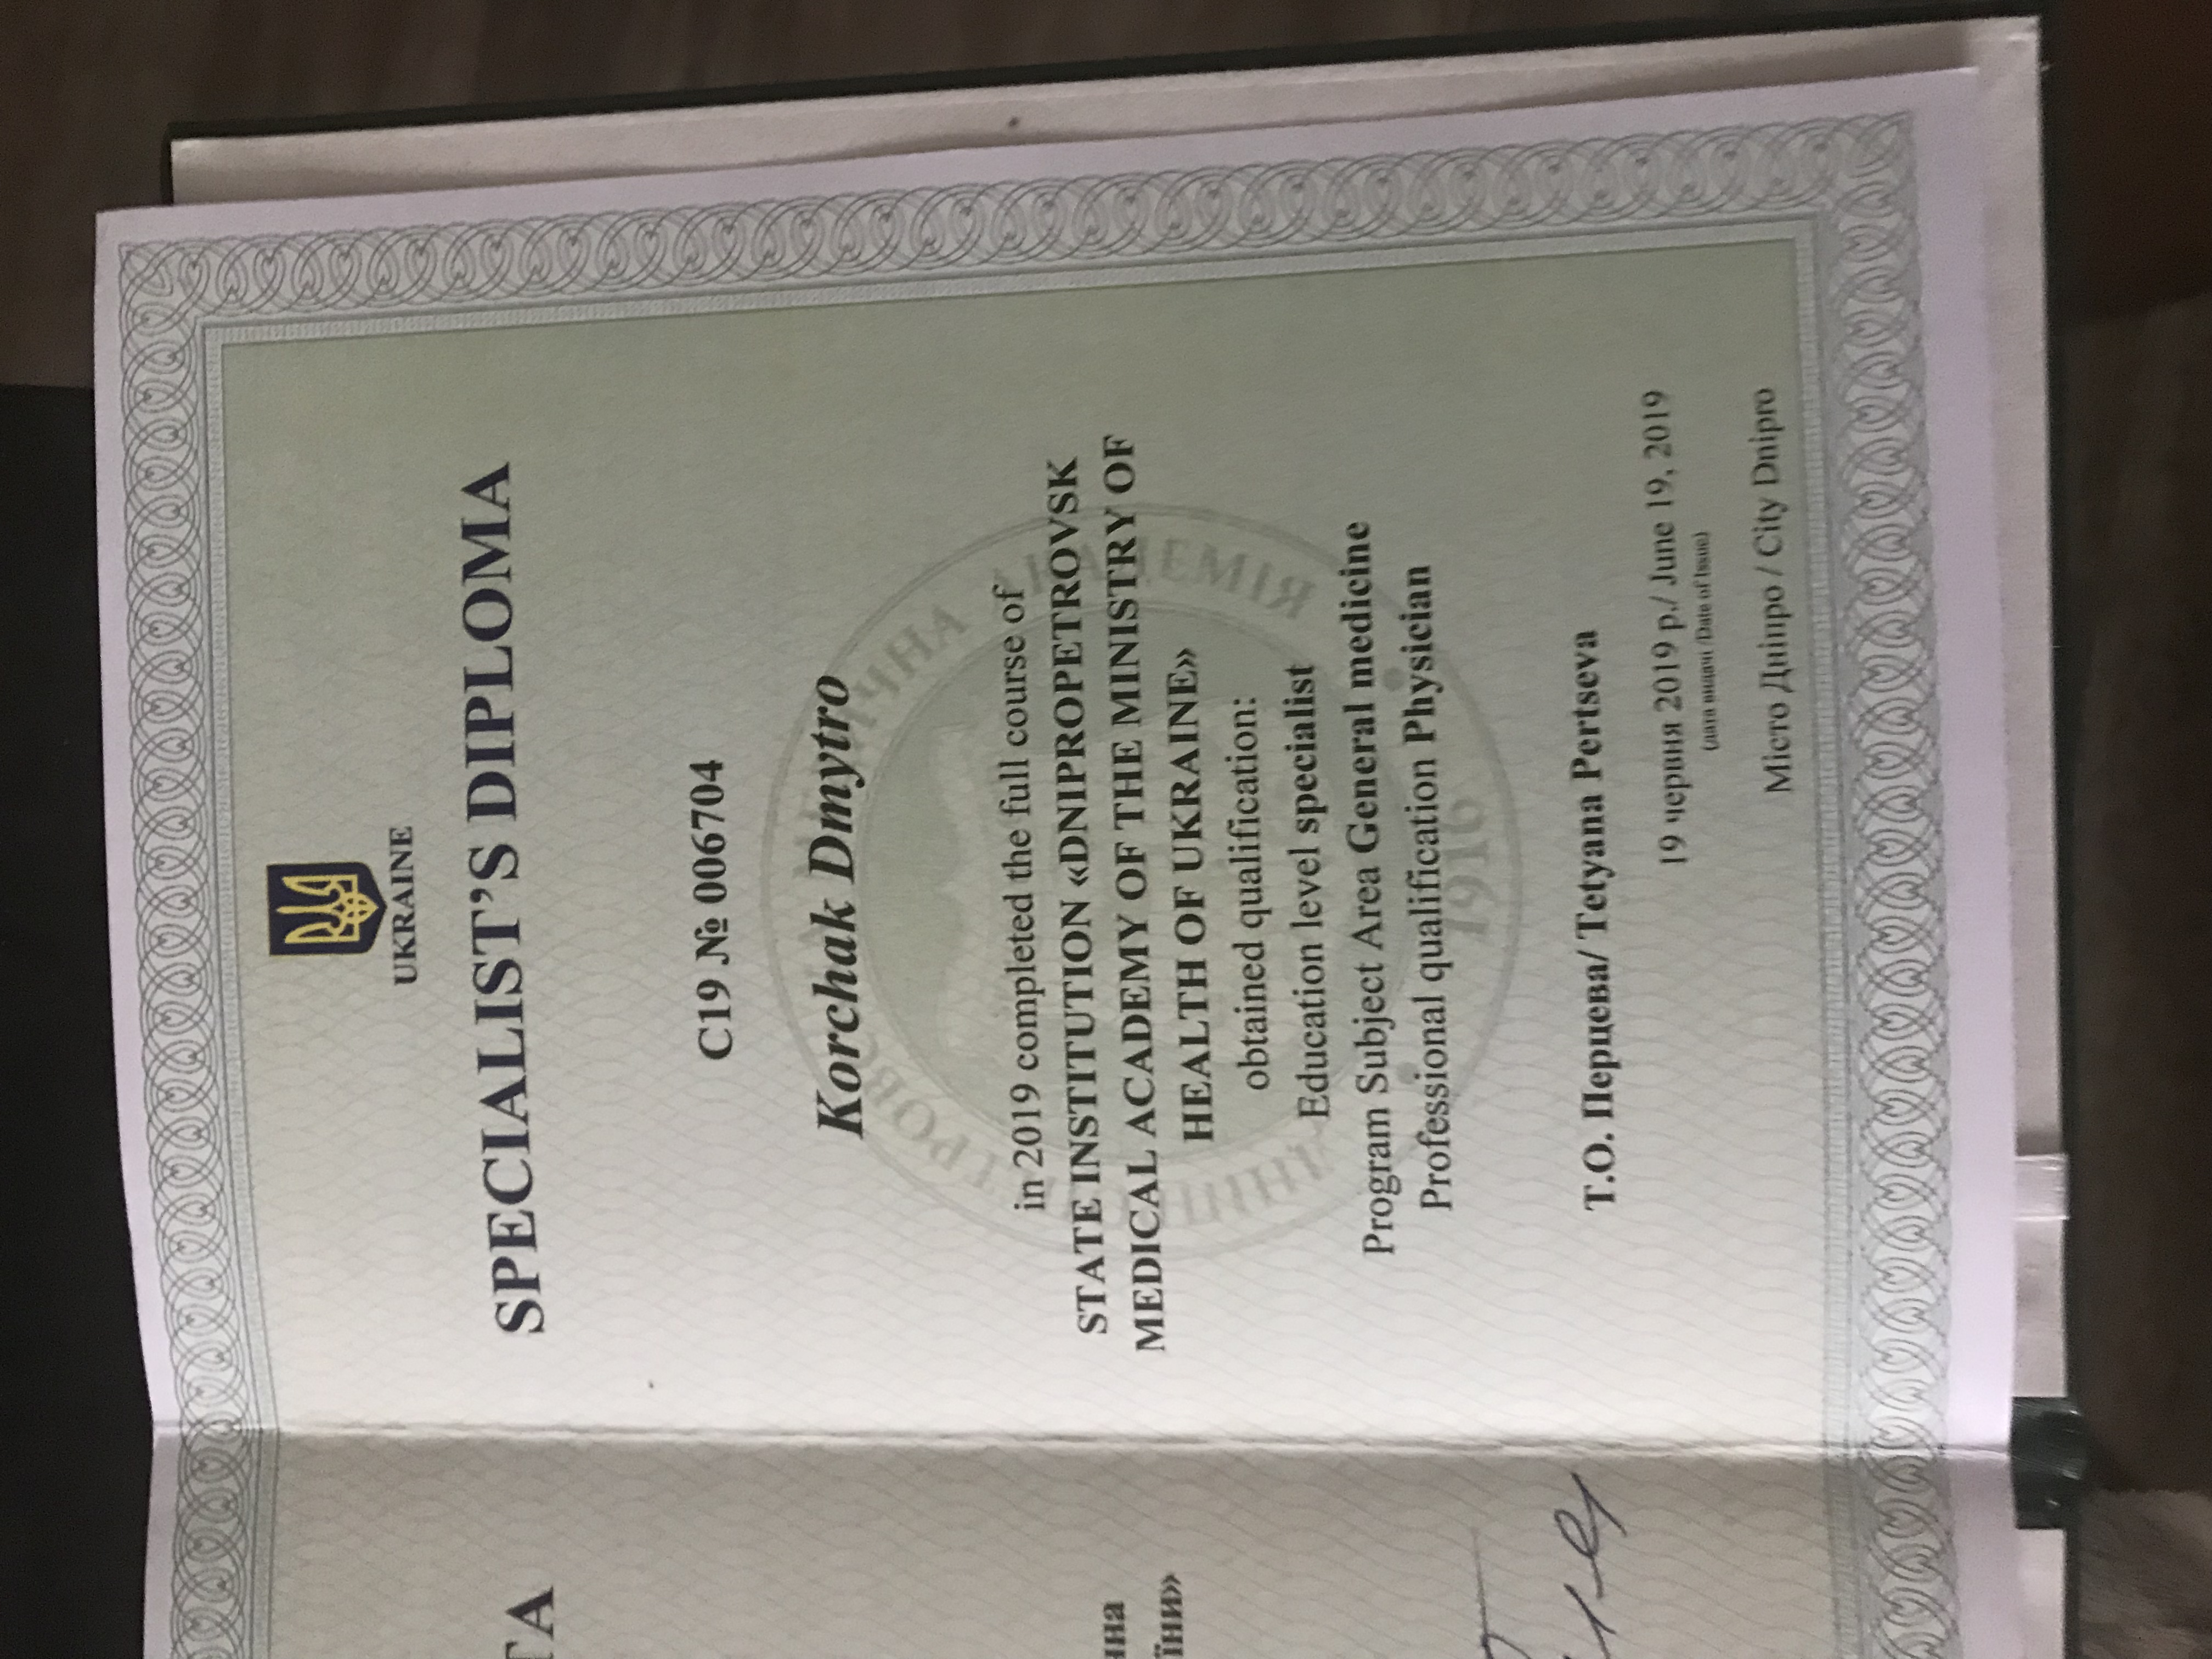 ТА
нна
їни»
UKRAINE
SPECIALIST’S DIPLOMA
C19 № 006704
Korchak Dmytro
in 2019 completed the full course of
STATE INSTITUTION «DNIPROPETROVSK
MEDICAL ACADEMY OF THE MINISTRY OF
HEALTH OF UKRAINE»
obtained qualification:
Education level specialist
Program Subject Area General medicine
Professional qualification Physician
1916
Т.О. Перцева/ Tetyana Pertseva
19 червня 2019 р./ June 19, 2019
(дата видачі /Date of Issue)
Місто Дніпро / City Dnipro